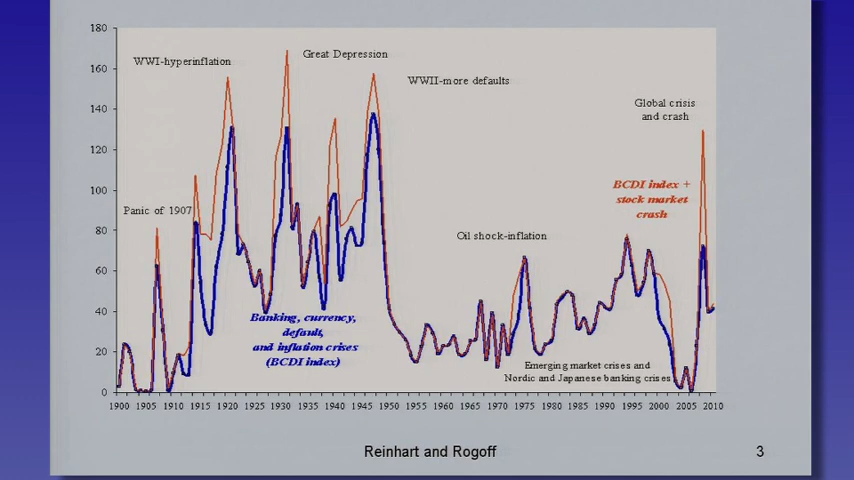 180
160
140
120
100
80
60
40
20
0
WWI-hyperinflation
Great Depression
WWII-more defaults
Global crisis
and crash
Panic of 1907
BCDI index +
stock market
crash
Oil shock-inflation
Banking, currency,
default,
and inflation crises
(BCDI index)
Emerging market crises and
Nordic and Japanese banking crises
1900 1905 1910 1915 1920 1925 1930 1935 1940 1945 1950 1955 1960 1965 1970 1975 1980 1985 1990 1995 2000 2005 2010
Reinhart and Rogoff
3